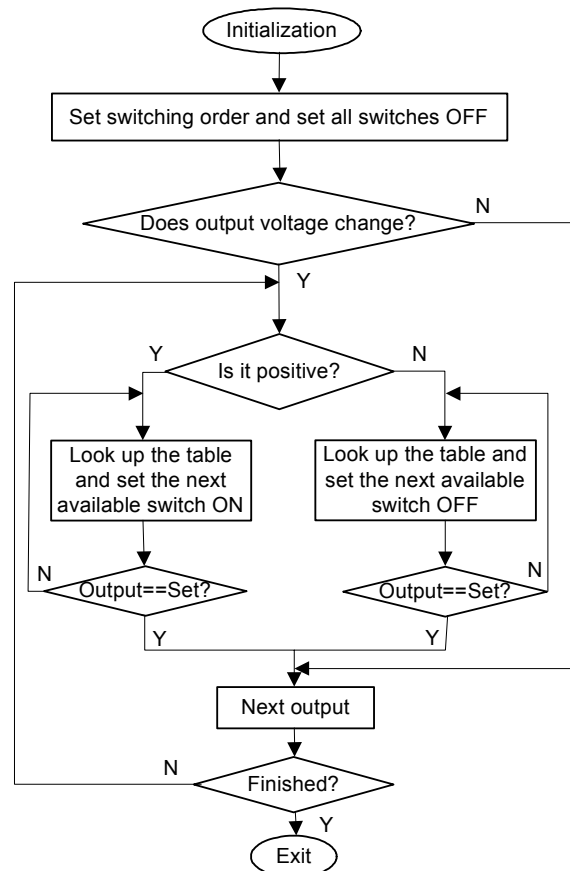 Initialization
Set switching order and set all switches OFF
Does output voltage change?
N
Y
Y
Is it positive?
N
Look up the table
and set the next
available switch ON
Look up the table and
set the next available
switch OFF
N
Output==Set?
Output==Set?
N
Y
Y
Next output
N
Finished?
Y
Exit